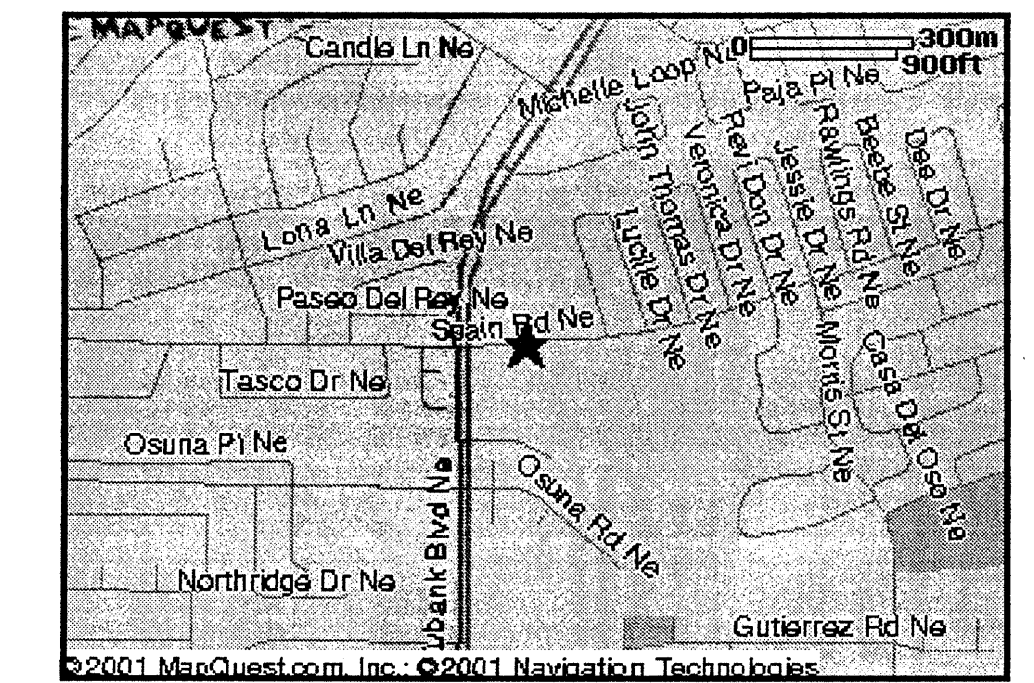 MAPQUEST
Candle Ln Ne
0
300m
900ft
Michelle Loop Ne
Paja Pl Ne
John Thomas Dr Ne
Veronica Dr Ne
Revi Don Dr Ne
Jessie Dr Ne
Rawlings Rd Ne
Beebe St Ne
Dee Dr Ne
Lona Ln Ne
Lucille Dr Ne
Villa Del Rey Ne
Paseo Del Rey Ne
Spain Rd Ne
Tasco Dr Ne
Morris St Ne
Casa Del Oso Ne
Osuna Pl Ne
Osuna Rd Ne
ubank Blvd Ne
Northridge Dr Ne
Gutierrez Rd Ne
©2001 MapQuest.com, Inc.; ©2001 Navigation Technologies